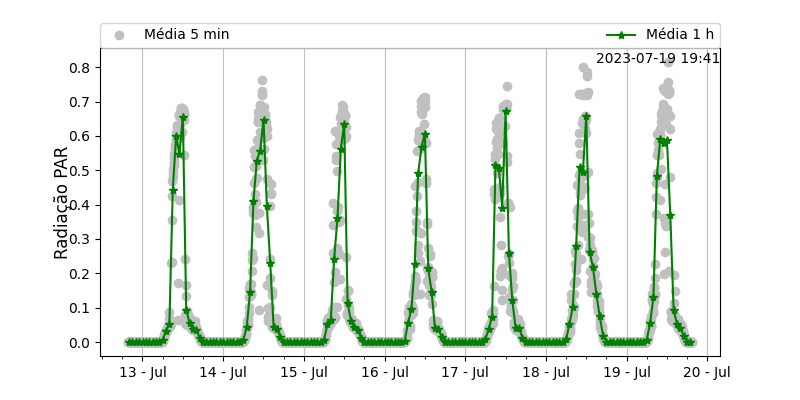 Média 5 min
Média 1 h
2023-07-19 19:41
Radiação PAR
0.8
0.7
0.6
0.5
0.4
0.3
0.2
0.1
0.0
13 - Jul
14 - Jul
15 - Jul
16 - Jul
17 - Jul
18 - Jul
19 - Jul
20 - Jul